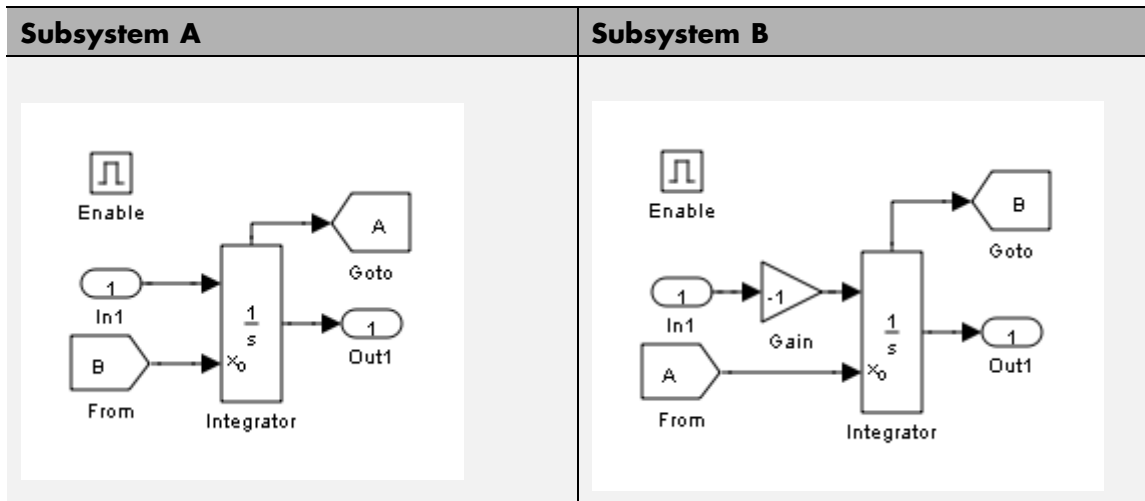 Subsystem A
Subsystem B
Enable
A
Goto
1
In1
1
s
x0
1
Out1
B
From
Integrator
Enable
B
Goto
1
In1
-1
Gain
1
s
x0
1
Out1
A
From
Integrator